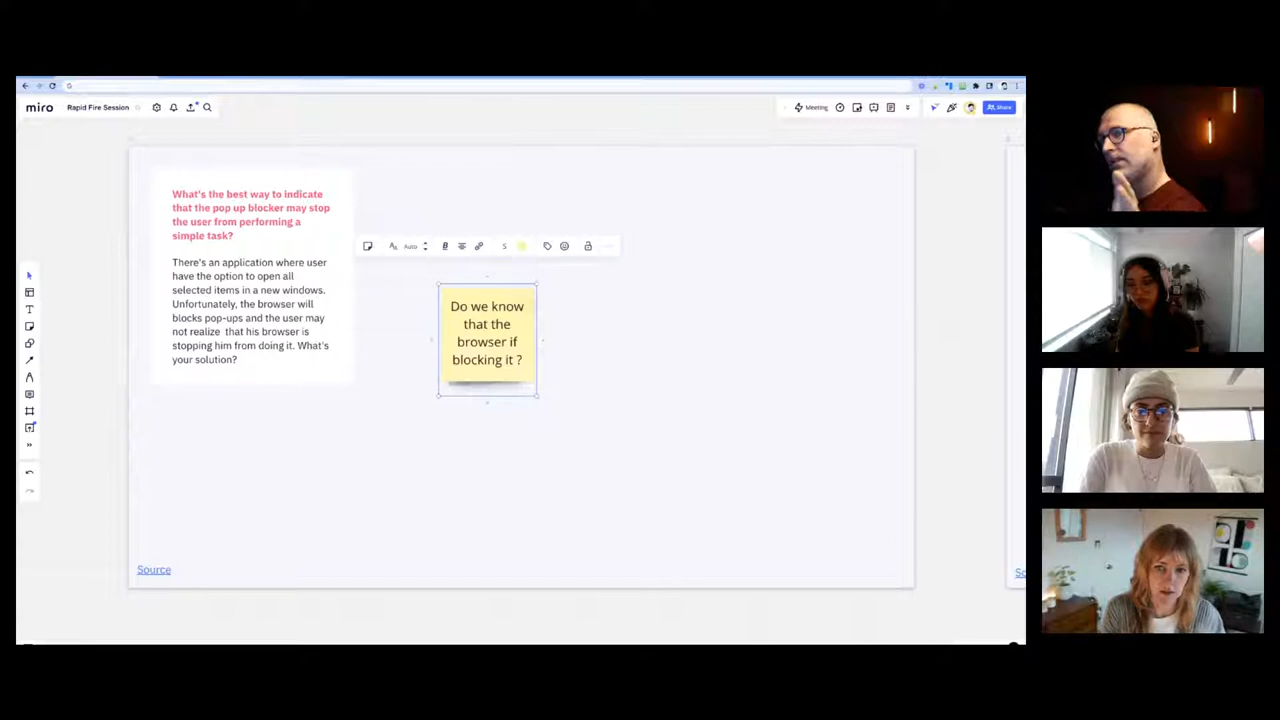 miro
Rapid Fire Session
Meeting
Share
What's the best way to indicate
that the pop up blocker may stop
the user from performing a
simple task?
There's an application where user
have the option to open all
selected items in a new windows.
Unfortunately, the browser will
blocks pop-ups and the user may
not realize that his browser is
stopping him from doing it. What's
your solution?
Auto
B
S
Do we know
that the
browser if
blocking it ?
Source
Sc